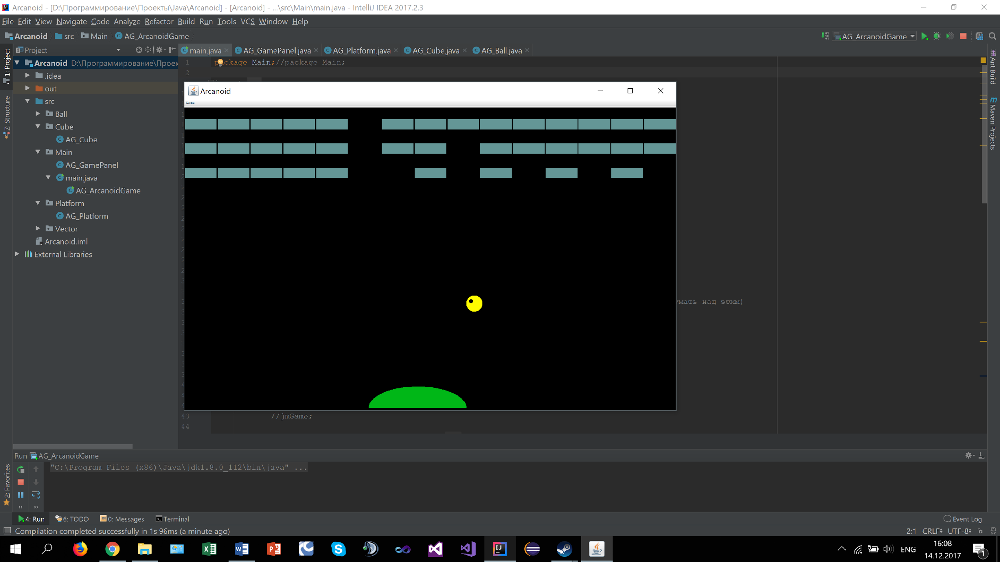 Arcanoid - [D:\Программирование\Проекты\Java\Arcanoid] - [Arcanoid] - ...\src\Main\main.java - IntelliJ IDEA 2017.2.3
File Edit View Navigate Code Analyze Refactor Build Run Tools VCS Window Help
Arcanoid src Main AG_ArcanoidGame
AG_ArcanoidGame
Project
main.java AG_GamePanel.java AG_Platform.java AG_Cube.java AG_Ball.java
1: Project
Z: Structure
2: Favorites
Ant Build
Maven Projects
Arcanoid D:\Программирование\Проек
.idea
out
src
Ball
Cube
AG_Cube
Main
AG_GamePanel
main.java
AG_ArcanoidGame
Platform
AG_Platform
Vector
Arcanoid.iml
External Libraries
1 package Main;//package Main;
2
Arcanoid
Game
умать над этим)
43 //jmGame;
44
Run AG_ArcanoidGame
"C:\Program Files (x86)\Java\jdk1.8.0_112\bin\java" ...
4: Run 6: TODO 0: Messages Terminal
Event Log
Compilation completed successfully in 1s 96ms (a minute ago)
2:1 CRLF UTF-8
ENG
16:08
14.12.2017
1